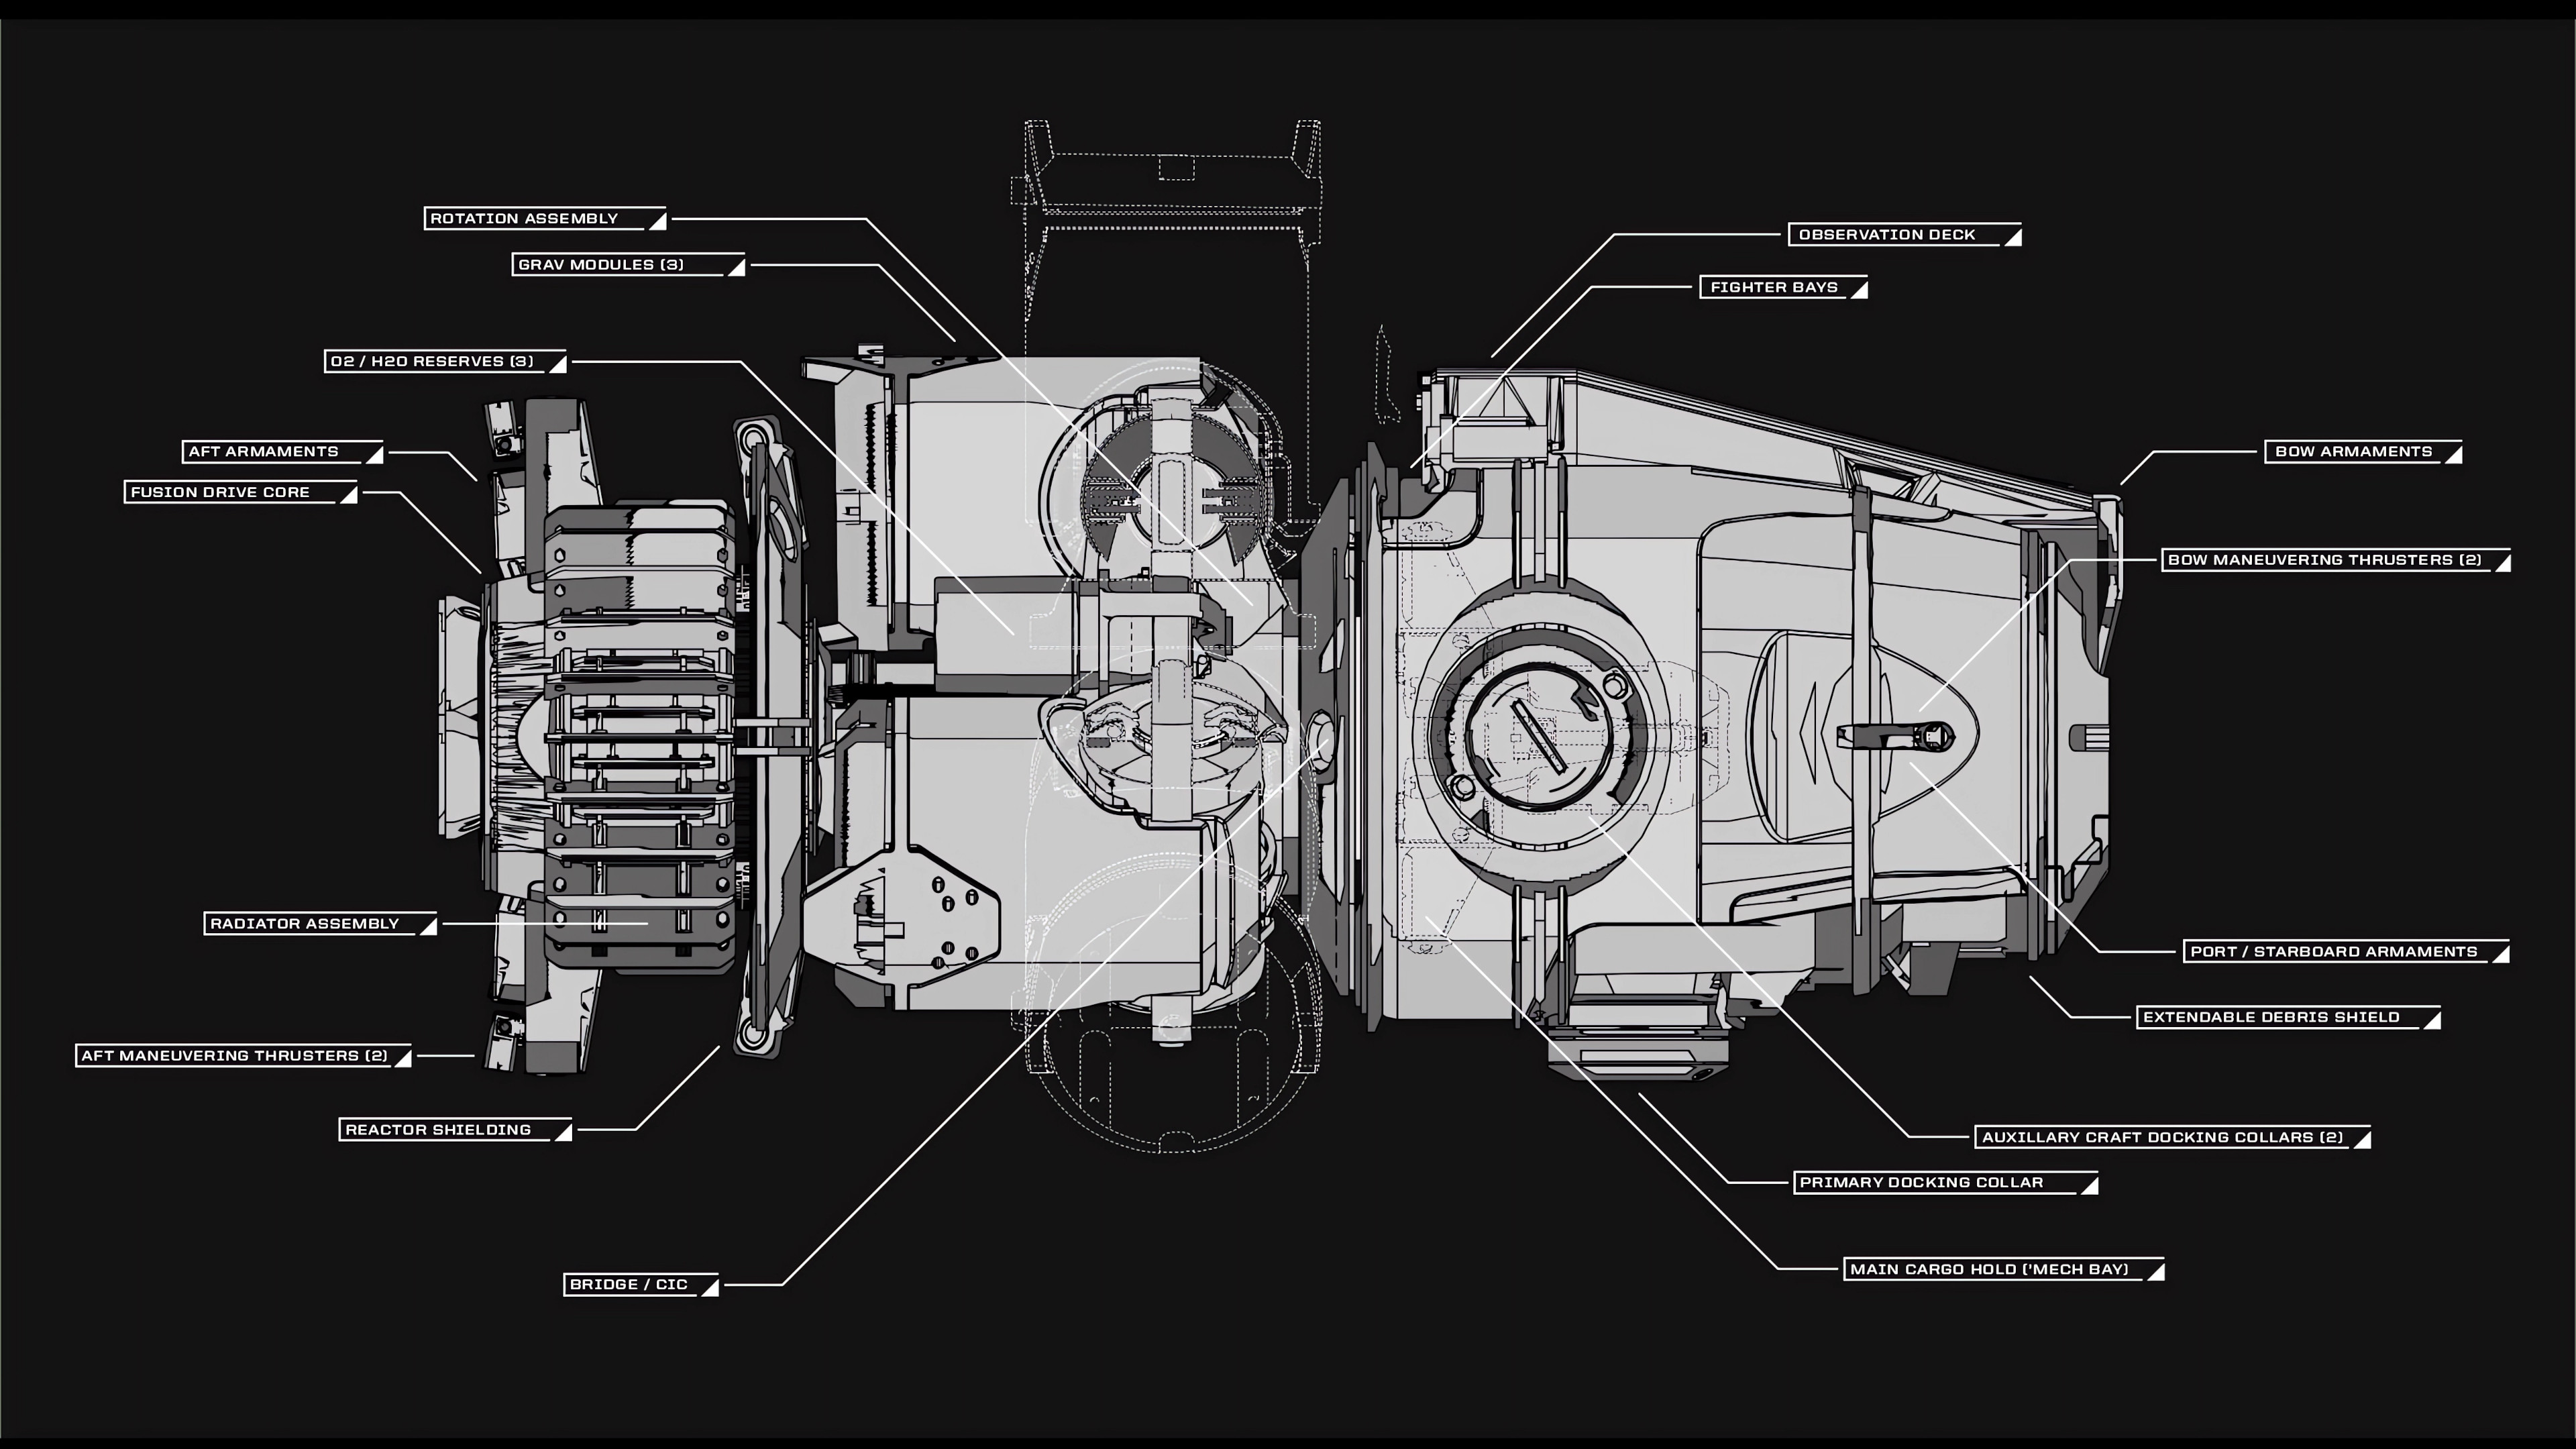 ROTATION ASSEMBLY
GRAV MODULES (3)
O2 / H2O RESERVES (3)
AFT ARMAMENTS
FUSION DRIVE CORE
RADIATOR ASSEMBLY
AFT MANEUVERING THRUSTERS (2)
REACTOR SHIELDING
BRIDGE / CIC
OBSERVATION DECK
FIGHTER BAYS
BOW ARMAMENTS
BOW MANEUVERING THRUSTERS (2)
PORT / STARBOARD ARMAMENTS
EXTENDABLE DEBRIS SHIELD
AUXILLARY CRAFT DOCKING COLLARS (2)
PRIMARY DOCKING COLLAR
MAIN CARGO HOLD ('MECH BAY)